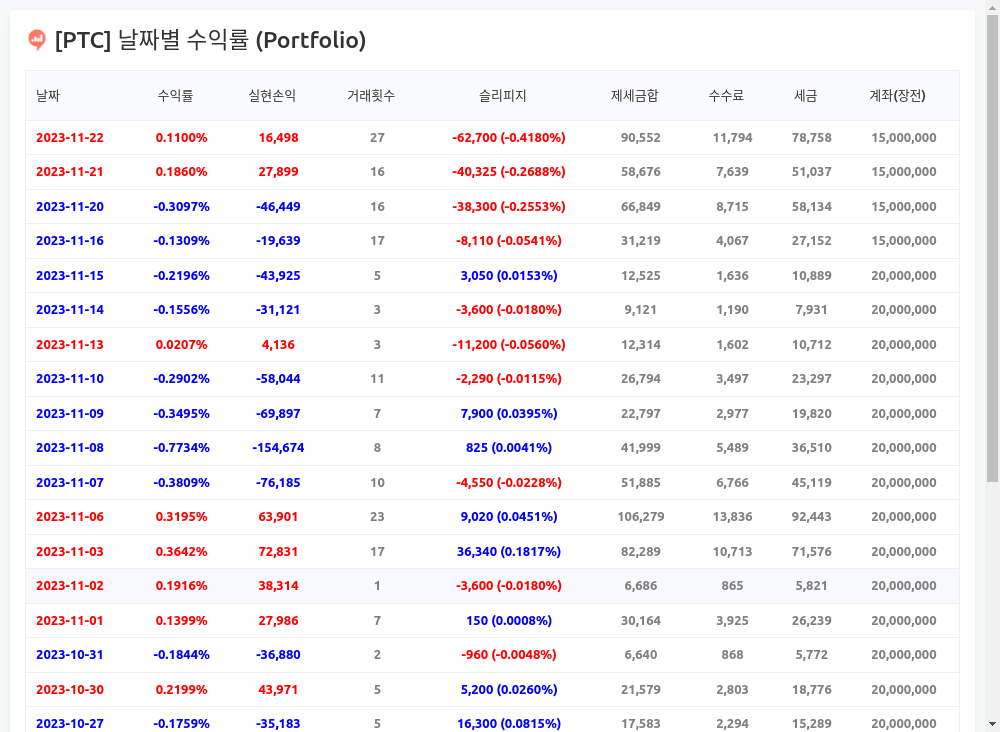 [PTC] 날짜별 수익률 (Portfolio)
날짜 수익률 실현손익 거래횟수 슬리피지 제세금합 수수료 세금 계좌(장전)
2023-11-22 0.1100% 16,498 27 -62,700 (-0.4180%) 90,552 11,794 78,758 15,000,000
2023-11-21 0.1860% 27,899 16 -40,325 (-0.2688%) 58,676 7,639 51,037 15,000,000
2023-11-20 -0.3097% -46,449 16 -38,300 (-0.2553%) 66,849 8,715 58,134 15,000,000
2023-11-16 -0.1309% -19,639 17 -8,110 (-0.0541%) 31,219 4,067 27,152 15,000,000
2023-11-15 -0.2196% -43,925 5 3,050 (0.0153%) 12,525 1,636 10,889 20,000,000
2023-11-14 -0.1556% -31,121 3 -3,600 (-0.0180%) 9,121 1,190 7,931 20,000,000
2023-11-13 0.0207% 4,136 3 -11,200 (-0.0560%) 12,314 1,602 10,712 20,000,000
2023-11-10 -0.2902% -58,044 11 -2,290 (-0.0115%) 26,794 3,497 23,297 20,000,000
2023-11-09 -0.3495% -69,897 7 7,900 (0.0395%) 22,797 2,977 19,820 20,000,000
2023-11-08 -0.7734% -154,674 8 825 (0.0041%) 41,999 5,489 36,510 20,000,000
2023-11-07 -0.3809% -76,185 10 -4,550 (-0.0228%) 51,885 6,766 45,119 20,000,000
2023-11-06 0.3195% 63,901 23 9,020 (0.0451%) 106,279 13,836 92,443 20,000,000
2023-11-03 0.3642% 72,831 17 36,340 (0.1817%) 82,289 10,713 71,576 20,000,000
2023-11-02 0.1916% 38,314 1 -3,600 (-0.0180%) 6,686 865 5,821 20,000,000
2023-11-01 0.1399% 27,986 7 150 (0.0008%) 30,164 3,925 26,239 20,000,000
2023-10-31 -0.1844% -36,880 2 -960 (-0.0048%) 6,640 868 5,772 20,000,000
2023-10-30 0.2199% 43,971 5 5,200 (0.0260%) 21,579 2,803 18,776 20,000,000
2023-10-27 -0.1759% -35,183 5 16,300 (0.0815%) 17,583 2,294 15,289 20,000,000